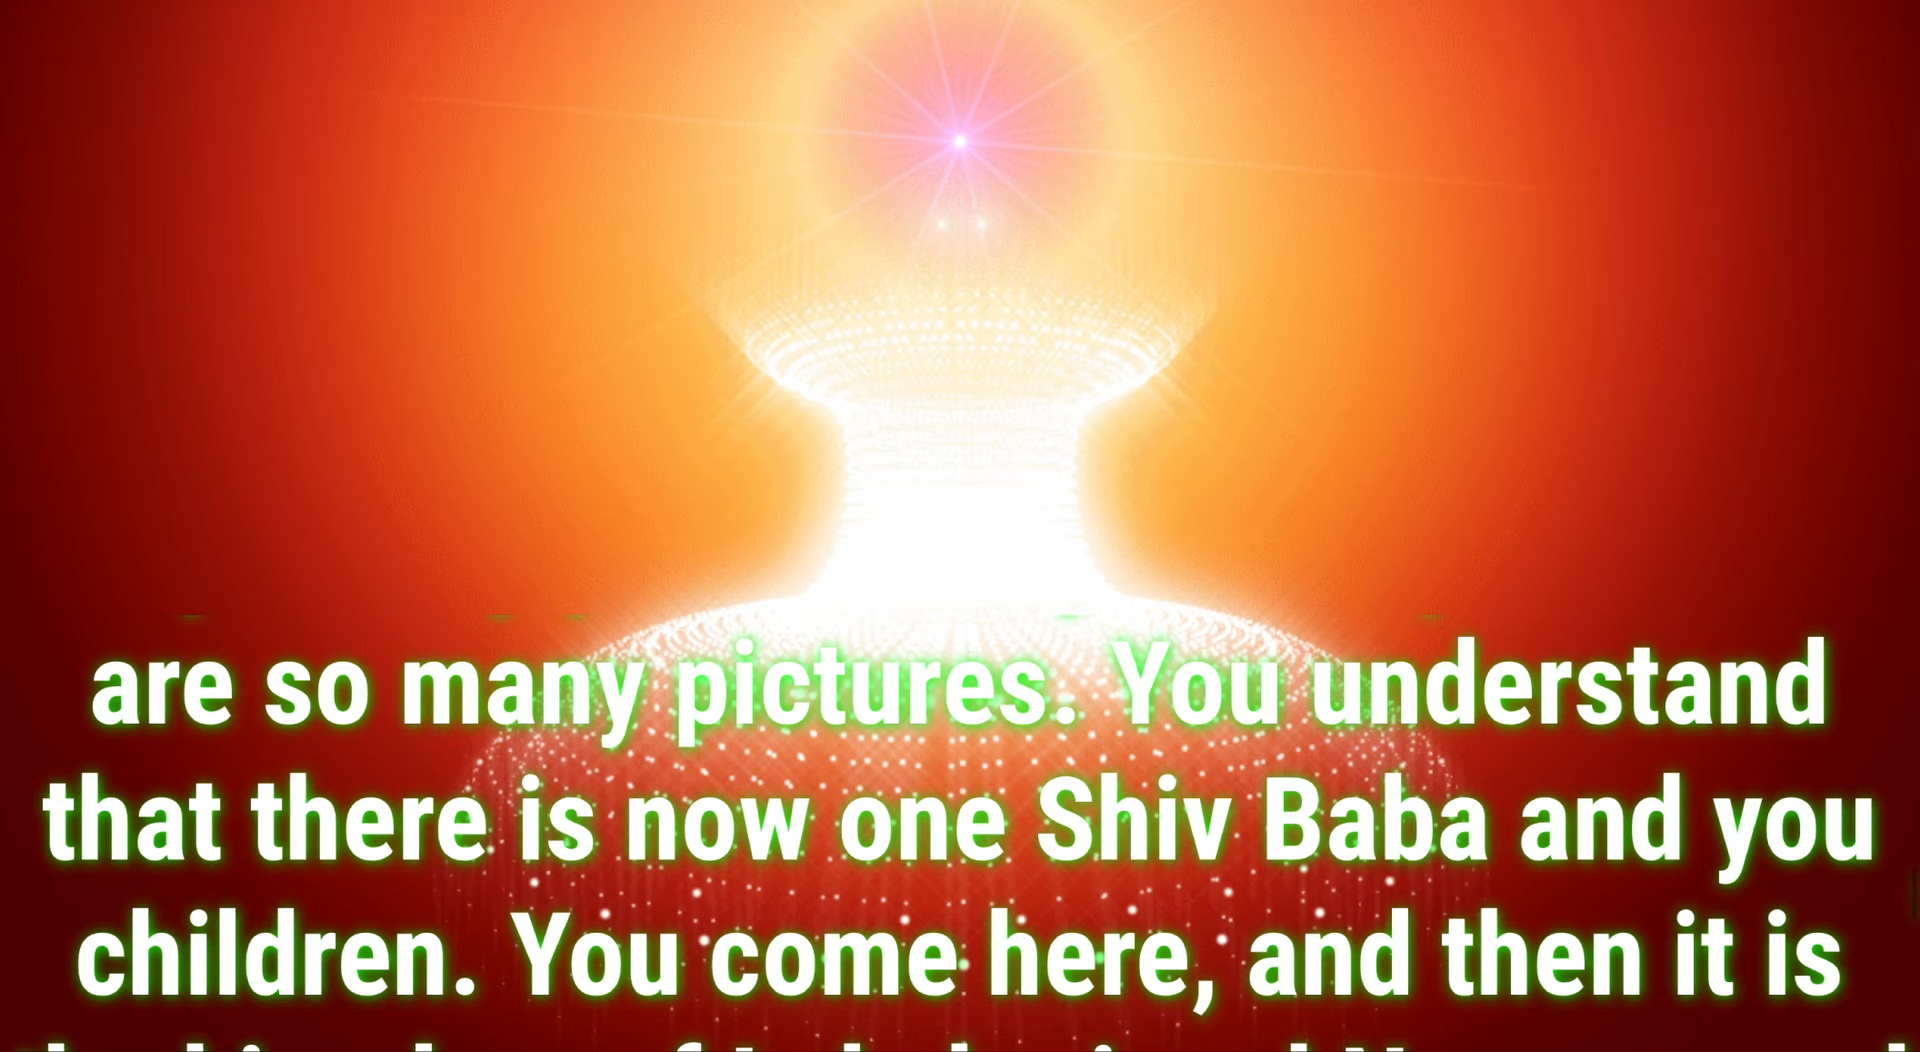 are so many pictures. You understand
that there is now one Shiv Baba and you
children. You come here, and then it is